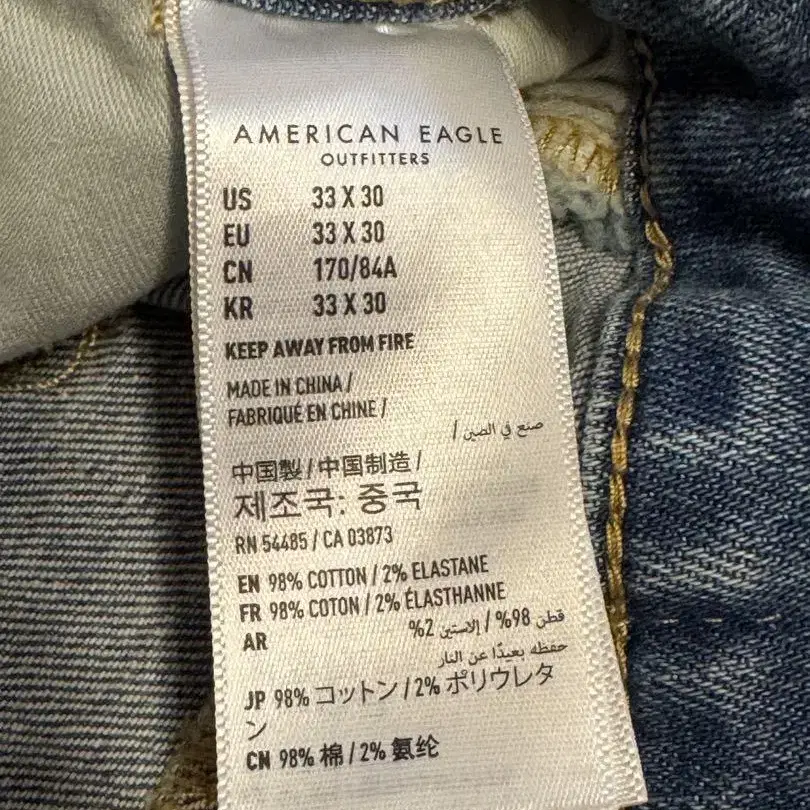 AMERICAN EAGLE
OUTFITTERS
US 33 X 30
EU 33 X 30
CN 170/84A
KR 33 X 30
KEEP AWAY FROM FIRE
MADE IN CHINA /
FABRIQUÉ EN CHINE /
صنع في الصين /
中国製 / 中国制造 /
제조국: 중국
RN 54485 / CA 03873
EN 98% COTTON / 2% ELASTANE
FR 98% COTON / 2% ÉLASTHANNE
AR قطن 98% / إلاستين 2%
حفظه بعيدًا عن النار
JP 98% コットン / 2% ポリウレタ
ン
CN 98% 棉 / 2% 氨纶